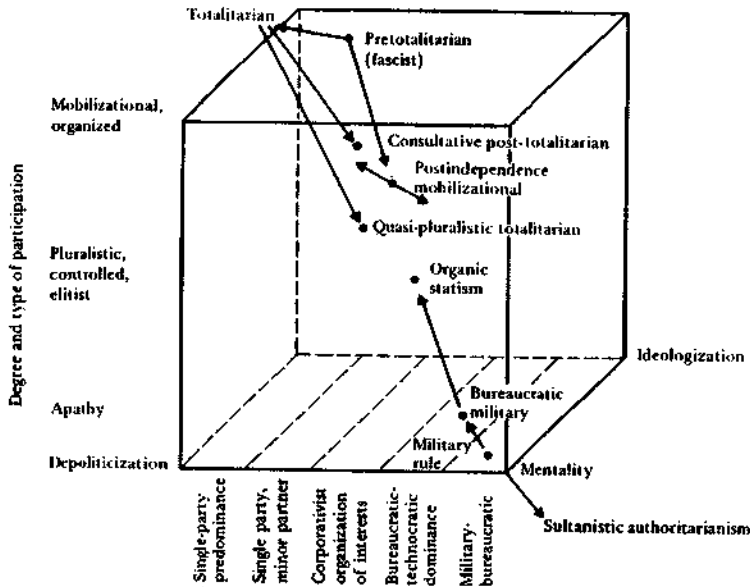 Totalitarian
Pretotalitarian
(fascist)
Mobilizational,
organized
Consultative post-totalitarian
Postindependence
mobilizational
Quasi-pluralistic totalitarian
Pluralistic,
controlled,
elitist
Organic
statism
Degree and type of participation
Ideologization
Apathy
Bureaucratic
military
Military
rule
Depoliticization
Mentality
Sultanistic authoritarianism
Single-party
predominance
Single party,
minor partner
Corporativist
organization
of interests
Bureaucratic-
technocratic
dominance
Military-
bureaucratic